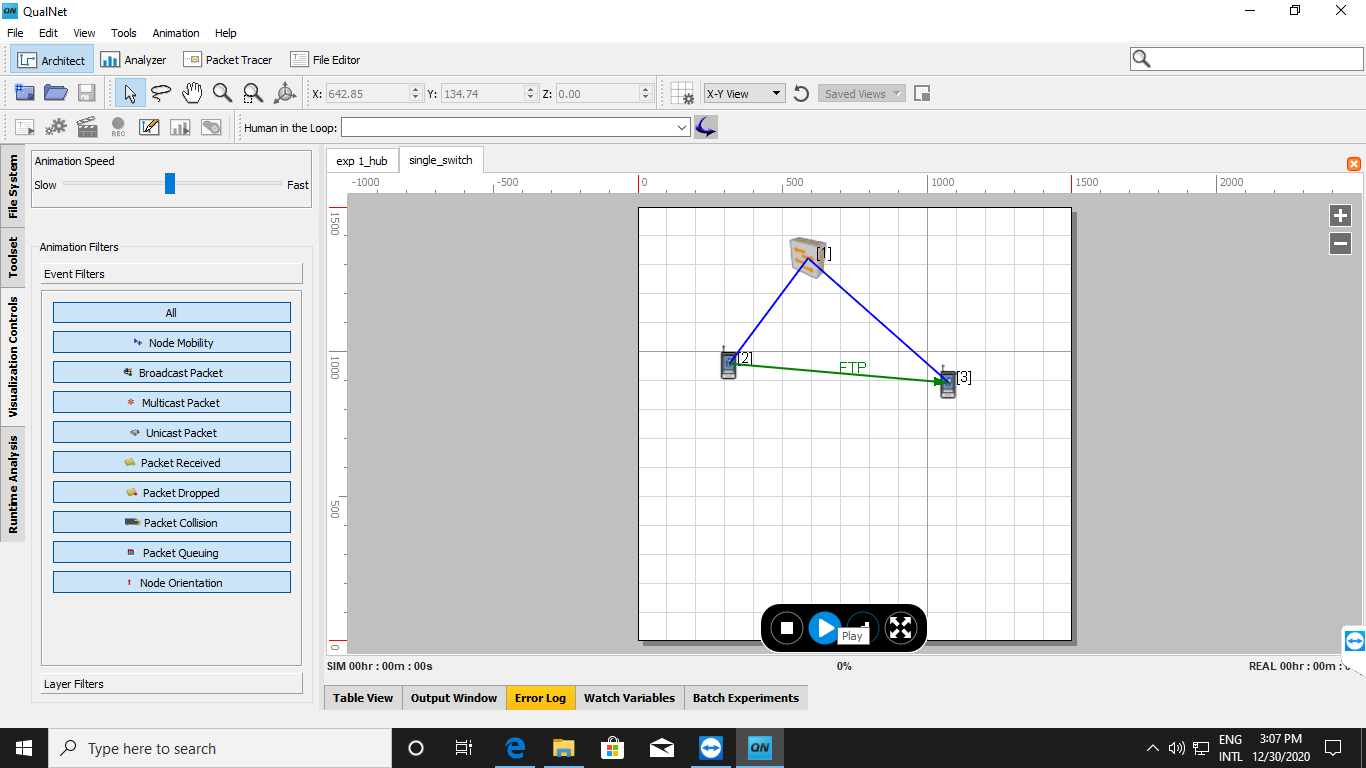 QN QualNet
File Edit View Tools Animation Help
Architect Analyzer Packet Tracer File Editor
X: 642.85 Y: 134.74 Z: 0.00 X-Y View Saved Views
REC Human in the Loop:
File System
Toolset
Visualization Controls
Runtime Analysis
Animation Speed
Slow Fast
Animation Filters
Event Filters
All
Node Mobility
Broadcast Packet
Multicast Packet
Unicast Packet
Packet Received
Packet Dropped
Packet Collision
Packet Queuing
Node Orientation
Layer Filters
exp 1_hub single_switch
-1000 -500 0 500 1000 1500 2000
1500
1000
500
0
[1]
[2]
FTP
[3]
Play
SIM 00hr : 00m : 00s 0% REAL 00hr : 00m :
Table View Output Window Error Log Watch Variables Batch Experiments
Type here to search
QN
ENG
INTL
3:07 PM
12/30/2020